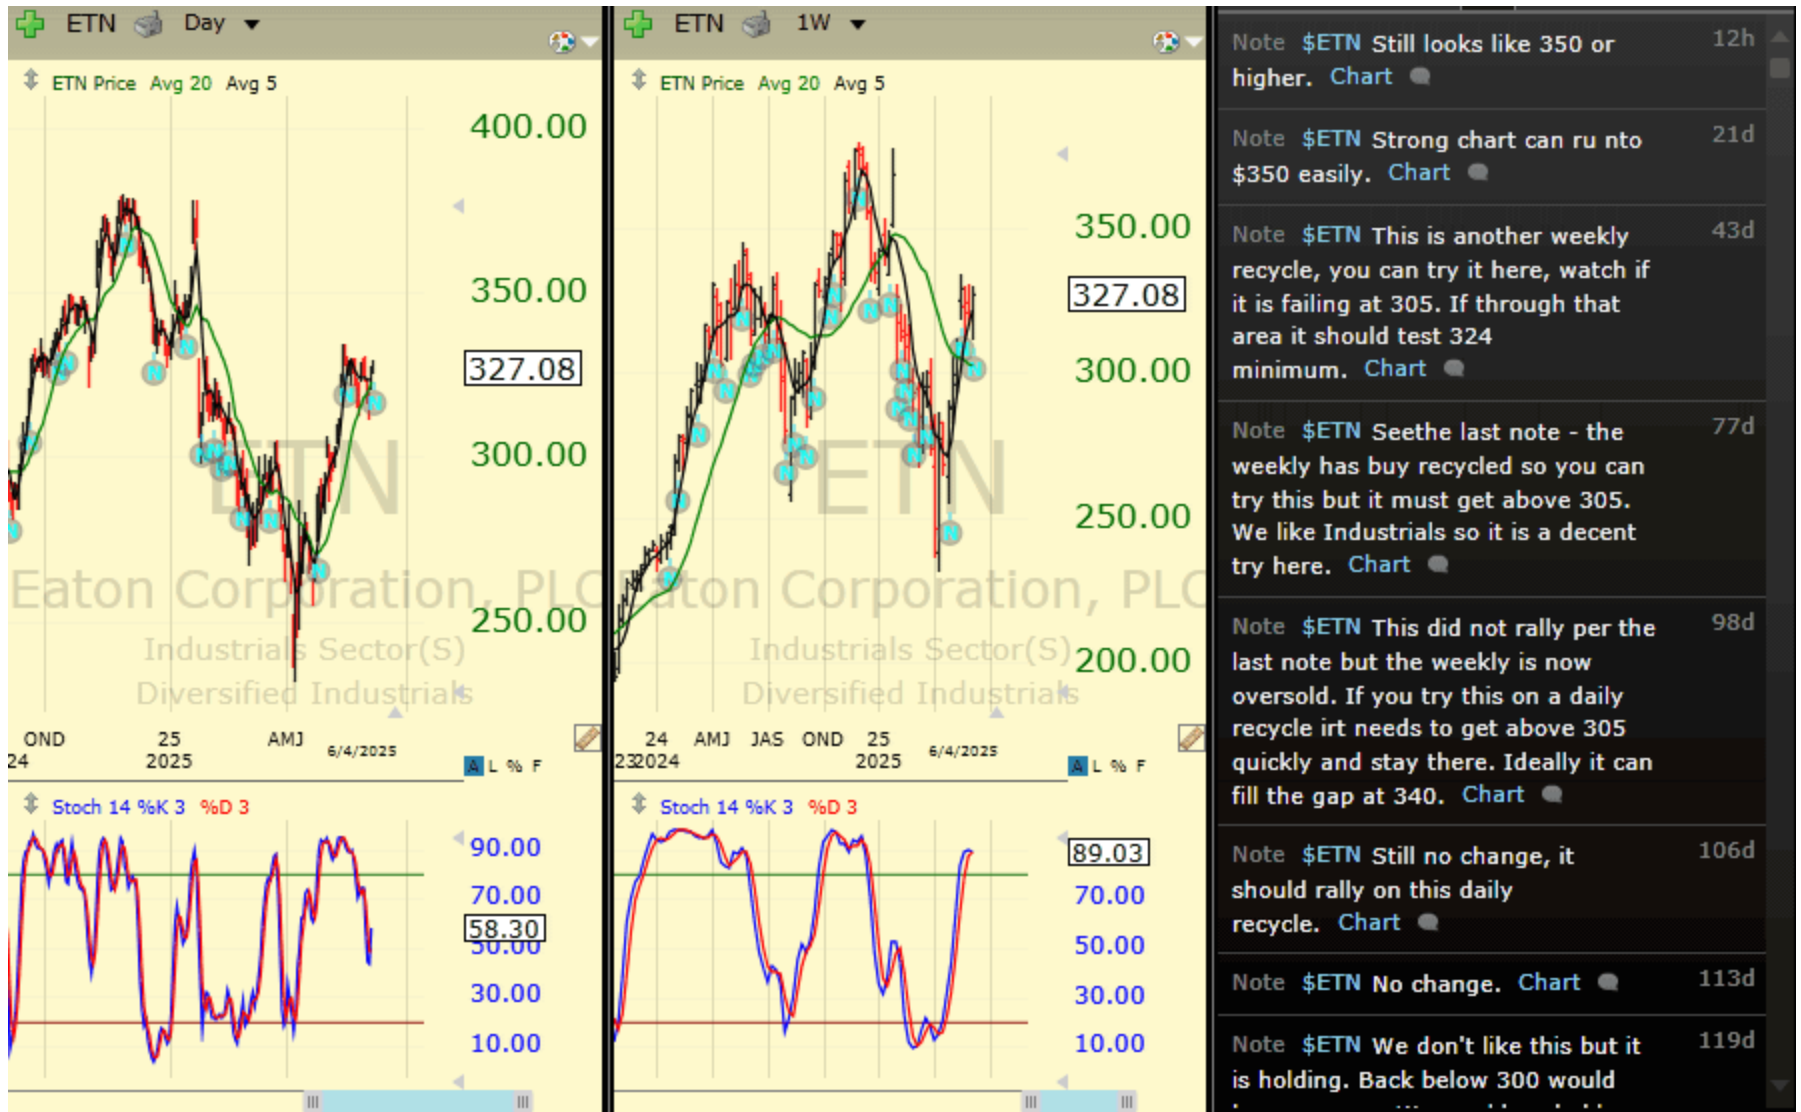 ETN Day
ETN Price Avg 20 Avg 5
400.00
350.00
327.08
300.00
250.00
ETN
Eaton Corporation, PLC
Industrials Sector(S)
Diversified Industrials
OND 25 AMJ 6/4/2025
24 2025
A L % F
Stoch 14 %K 3 %D 3
90.00
70.00
58.30
50.00
30.00
10.00
ETN 1W
ETN Price Avg 20 Avg 5
350.00
327.08
300.00
250.00
200.00
ETN
Eaton Corporation, PLC
Industrials Sector(S)
Diversified Industrials
24 AMJ JAS OND 25 6/4/2025
23 2024 2025
A L % F
Stoch 14 %K 3 %D 3
89.03
70.00
50.00
30.00
10.00
Note $ETN Still looks like 350 or 12h
higher. Chart
Note $ETN Strong chart can ru nto 21d
$350 easily. Chart
Note $ETN This is another weekly 43d
recycle, you can try it here, watch if
it is failing at 305. If through that
area it should test 324
minimum. Chart
Note $ETN Seethe last note - the 77d
weekly has buy recycled so you can
try this but it must get above 305.
We like Industrials so it is a decent
try here. Chart
Note $ETN This did not rally per the 98d
last note but the weekly is now
oversold. If you try this on a daily
recycle irt needs to get above 305
quickly and stay there. Ideally it can
fill the gap at 340. Chart
Note $ETN Still no change, it 106d
should rally on this daily
recycle. Chart
Note $ETN No change. Chart 113d
Note $ETN We don't like this but it 119d
is holding. Back below 300 would